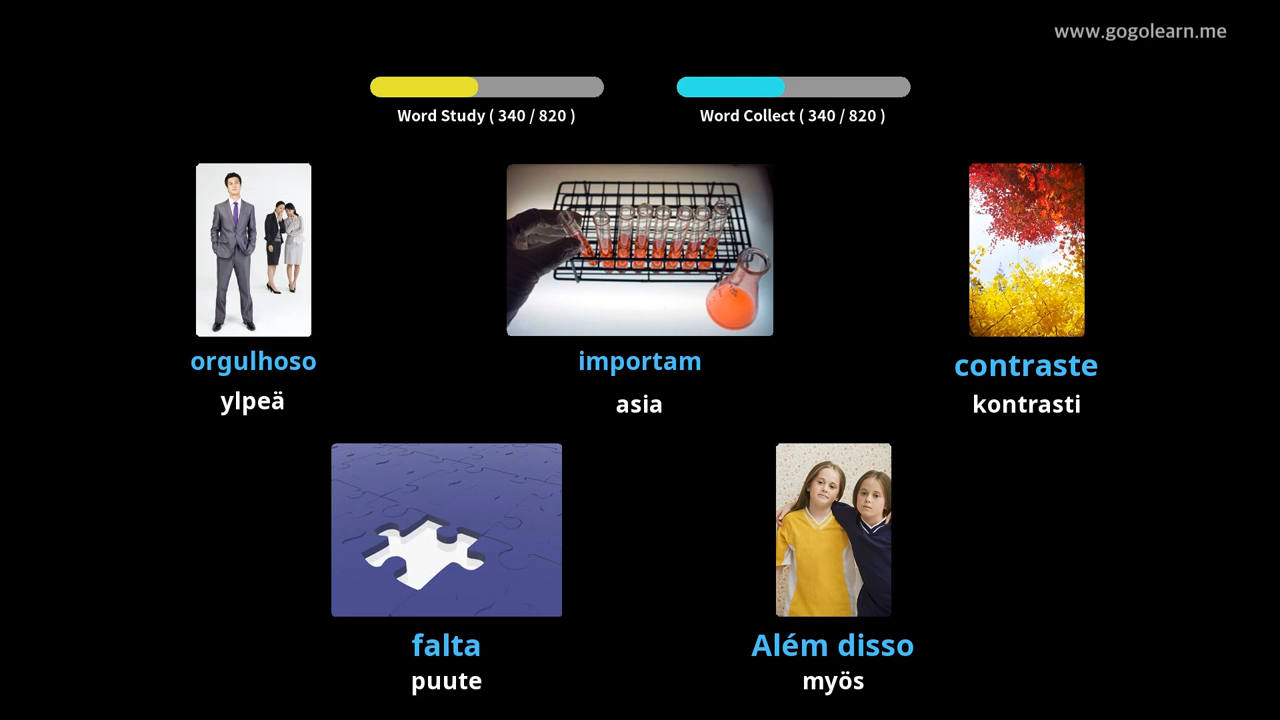 www.gogolearn.me
Word Study ( 340 / 820 )
Word Collect ( 340 / 820 )
orgulhoso
ylpeä
importam
asia
contraste
kontrasti
falta
puute
Além disso
myös